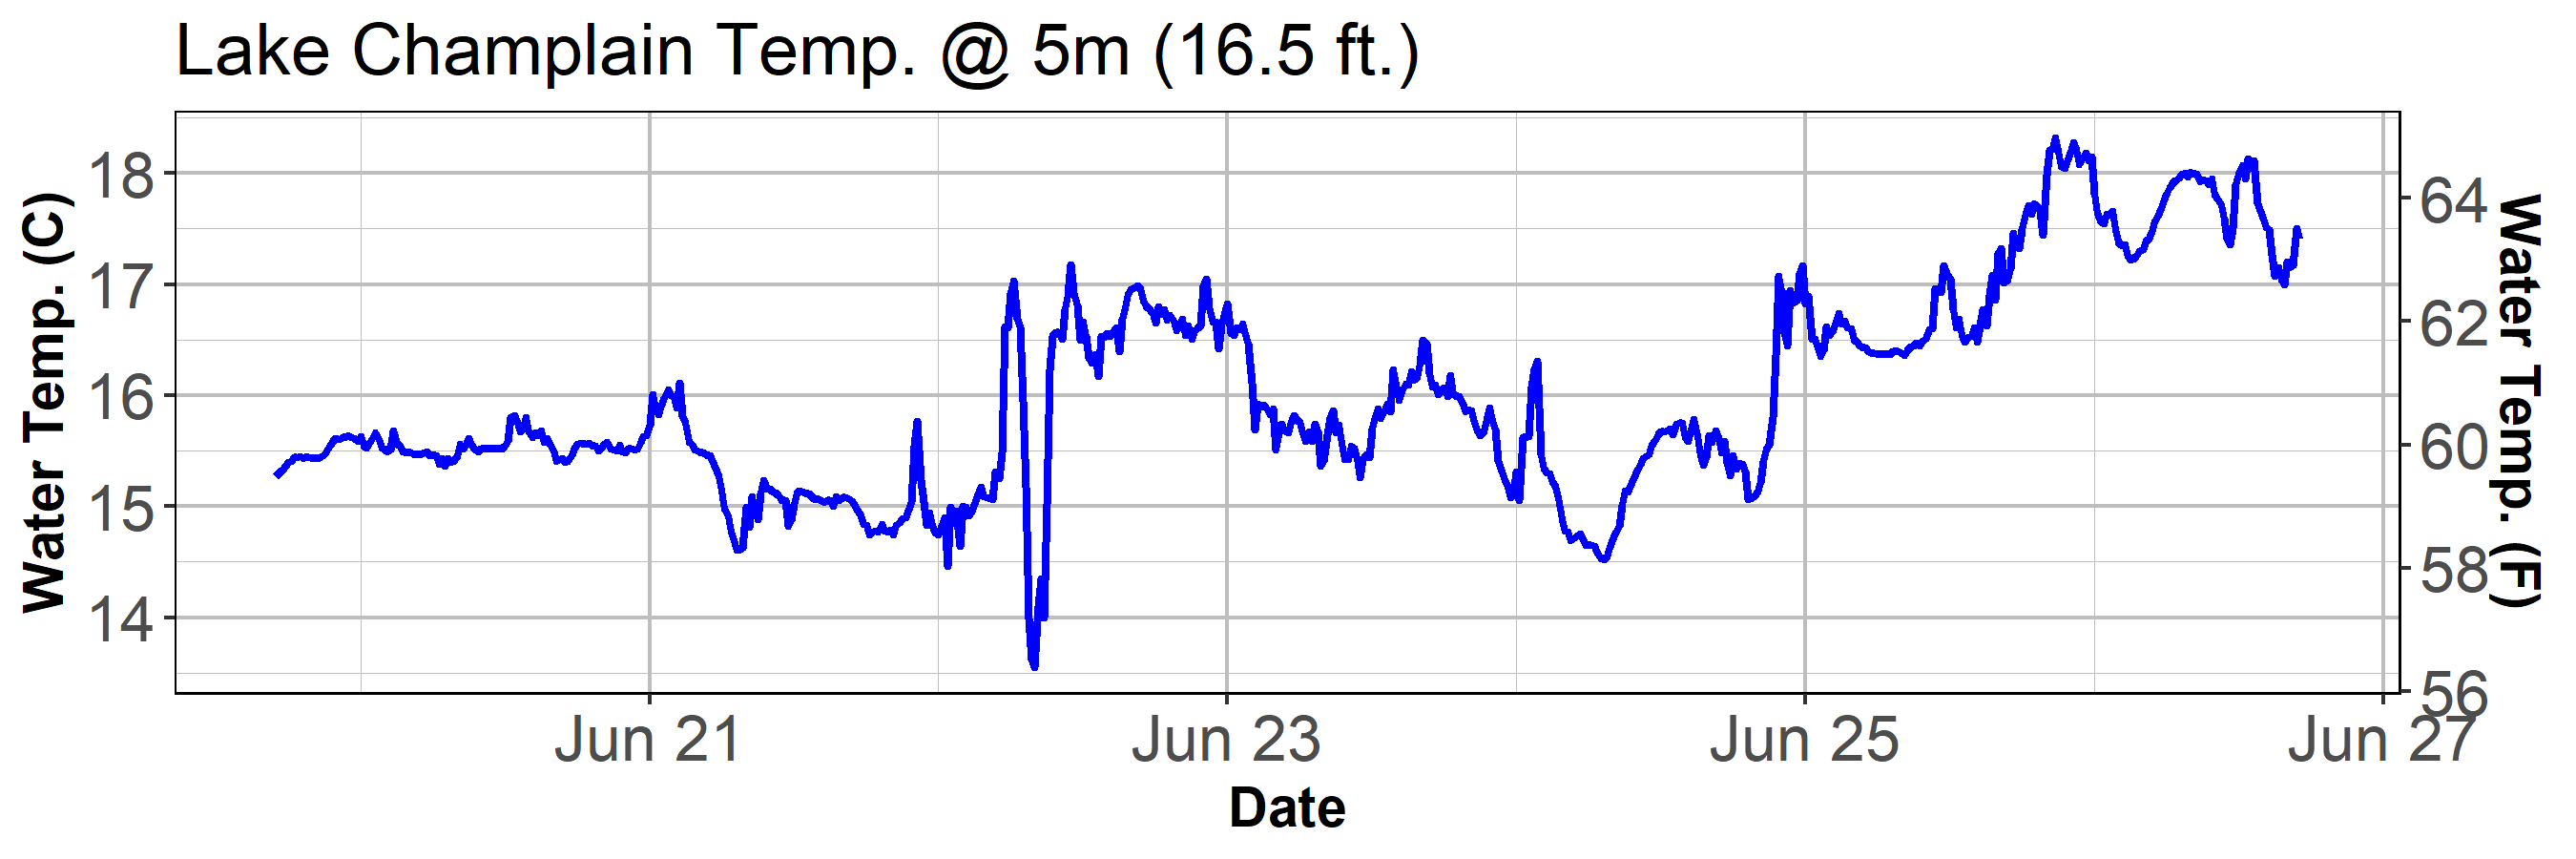 Lake Champlain Temp. @ 5m (16.5 ft.)
Water Temp. (C)
18
17
16
15
14
64
62
60
58
56
Water Temp. (F)
Jun 21
Jun 23
Jun 25
Jun 27
Date